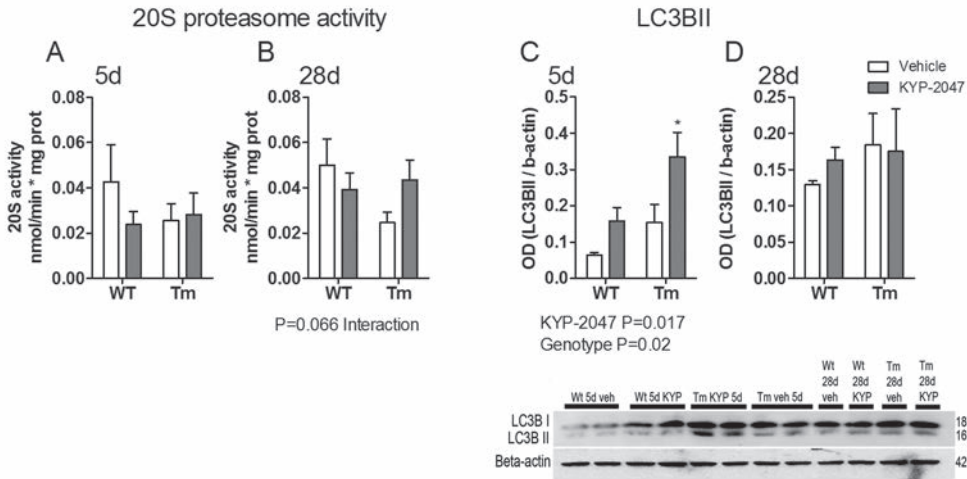 20S proteasome activity
LC3BII
A
5d
0.08
0.06
0.04
0.02
0.00
20S activity
nmol/min * mg prot
WT Tm
B
28d
0.08
0.06
0.04
0.02
0.00
20S activity
nmol/min * mg prot
WT Tm
P=0.066 Interaction
C
5d
0.5
0.4
0.3
0.2
0.1
0.0
OD (LC3BII / b-actin)
*
WT Tm
KYP-2047 P=0.017
Genotype P=0.02
D
28d
0.25
0.20
0.15
0.10
0.05
0.00
OD (LC3BII / b-actin)
WT Tm
Vehicle
KYP-2047
Wt 5d veh
Wt 5d KYP
Tm KYP 5d
Tm veh 5d
Wt
28d
veh
Wt
28d
KYP
Tm
28d
veh
Tm
28d
KYP
LC3B I 18
LC3B II 16
Beta-actin 42